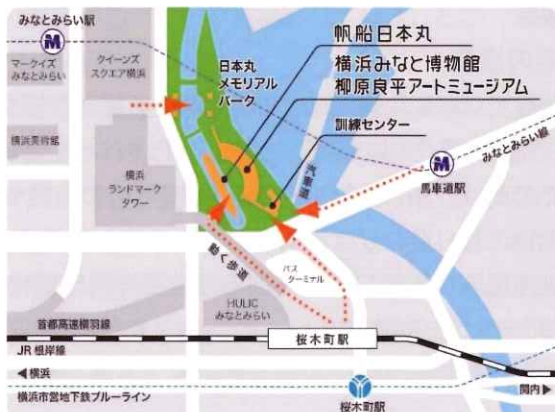 みなとみらい駅
M
マークイズ
みなとみらい
クイーンズ
スクエア横浜
日本丸
メモリアル
パーク
帆船日本丸
横浜みなと博物館
柳原良平アートミュージアム
訓練センター
横浜美術館
横浜
ランドマーク
タワー
汽車道
みなとみらい線
M
馬車道駅
動く歩道
バス
ターミナル
HULIC
みなとみらい
首都高速横羽線
桜木町駅
JR 根岸線
◀横浜
関内▶
横浜市営地下鉄ブルーライン
桜木町駅